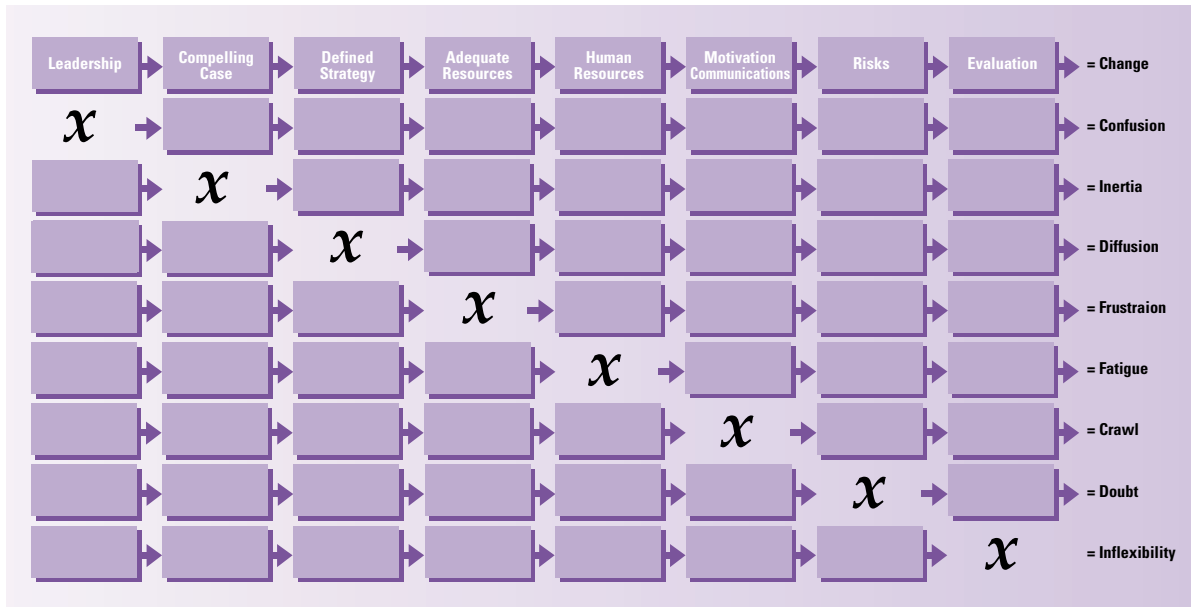 Leadership
Compelling
Case
Defined
Strategy
Adequate
Resources
Human
Resources
Motivation
Communications
Risks
Evaluation
= Change
x
= Confusion
x
= Inertia
x
= Diffusion
x
= Frustraion
x
= Fatigue
x
= Crawl
x
= Doubt
x
= Inflexibility